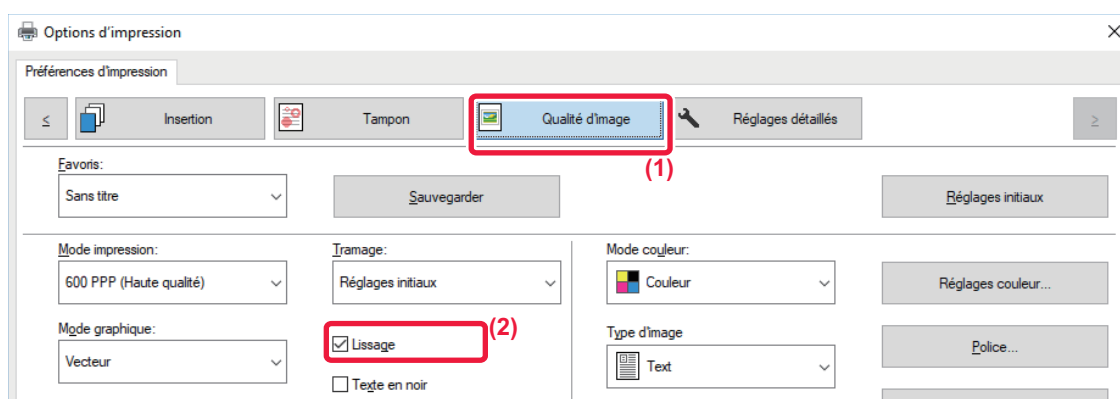 Options d'impression
Préférences d'impression
< Insertion Tampon Qualité d'image Réglages détaillés >
(1)
Favoris:
Sans titre Sauvegarder Réglages initiaux
Mode impression: Tramage: Mode couleur:
600 PPP (Haute qualité) Réglages initiaux Couleur Réglages couleur...
Mode graphique: (2) Type d'image
Vecteur Lissage Text Police...
Texte en noir